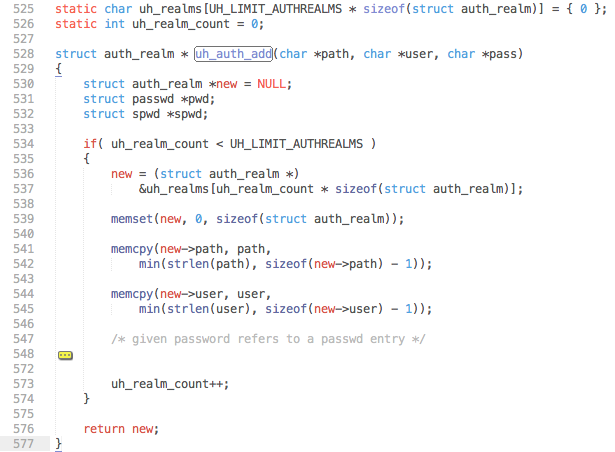 525 static char uh_realms[UH_LIMIT_AUTHREALMS * sizeof(struct auth_realm)] = { 0 };
526 static int uh_realm_count = 0;
527
528 struct auth_realm * uh_auth_add(char *path, char *user, char *pass)
529 {
530     struct auth_realm *new = NULL;
531     struct passwd *pwd;
532     struct spwd *spwd;
533
534     if( uh_realm_count < UH_LIMIT_AUTHREALMS )
535     {
536         new = (struct auth_realm *)
537             &uh_realms[uh_realm_count * sizeof(struct auth_realm)];
538
539         memset(new, 0, sizeof(struct auth_realm));
540
541         memcpy(new->path, path,
542             min(strlen(path), sizeof(new->path) - 1));
543
544         memcpy(new->user, user,
545             min(strlen(user), sizeof(new->user) - 1));
546
547         /* given password refers to a passwd entry */
548
572
573         uh_realm_count++;
574     }
575
576     return new;
577 }